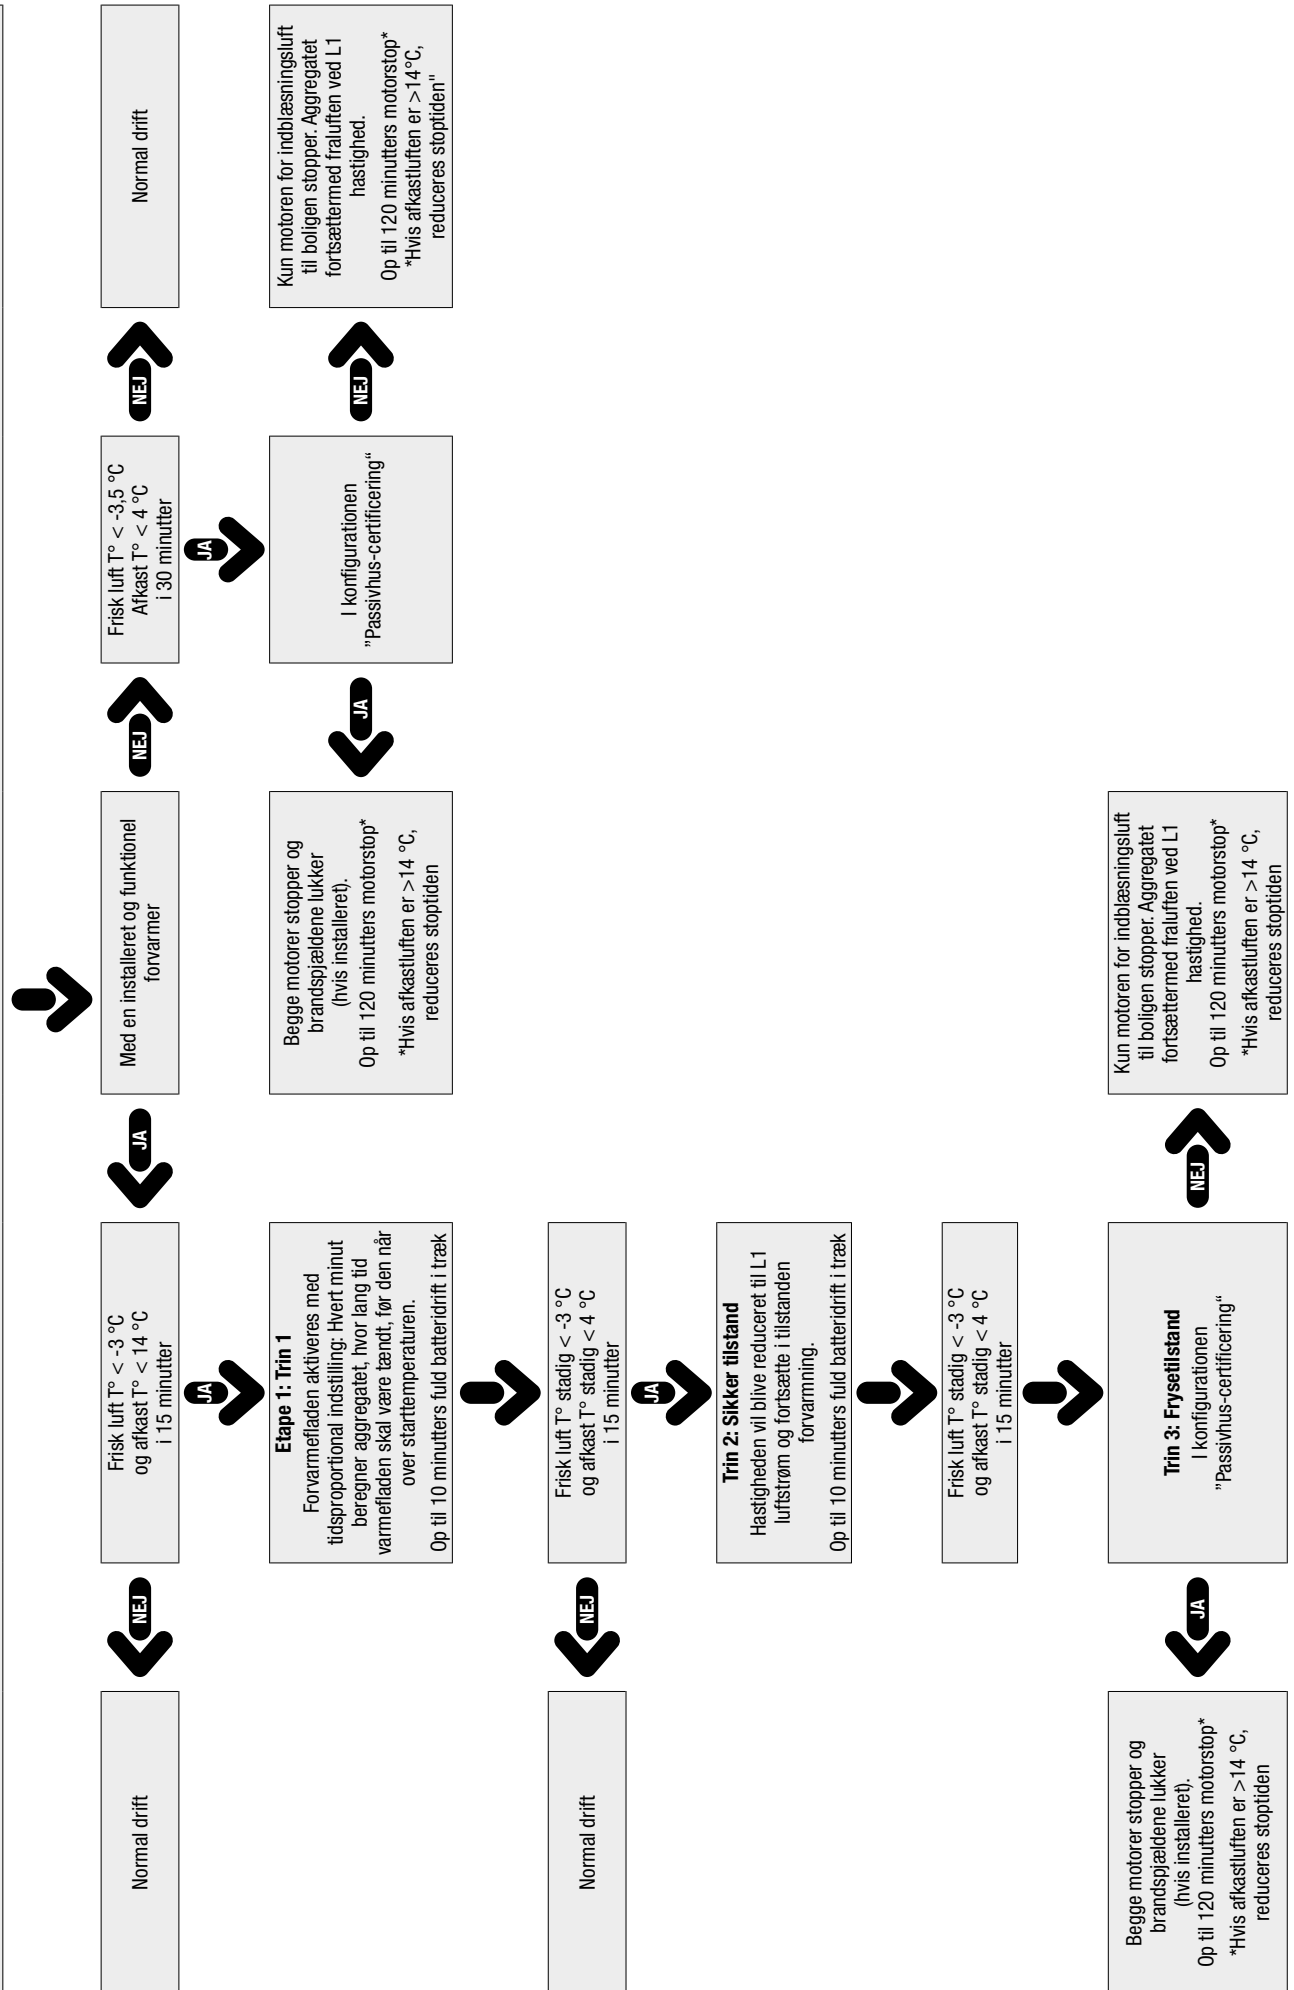 Normal drift
NEJ
Frisk luft T° < -3 °C
og afkast T° < 14 °C
i 15 minutter
JA
Med en installeret og funktionel
forvarmer
NEJ
Frisk luft T° < -3,5 °C
Afkast T° < 4 °C
i 30 minutter
NEJ
Normal drift
JA
JA
Etape 1: Trin 1
Forvarmefladen aktiveres med
tidsproportional indstilling: Hvert minut
beregner aggregatet, hvor lang tid
varmefladen skal være tændt, før den når
over starttemperaturen.
Op til 10 minutters fuld batteridrift i træk
Begge motorer stopper og
brandspjældene lukker
(hvis installeret).
Op til 120 minutters motorstop*
*Hvis afkastluften er >14 °C,
reduceres stoptiden
JA
I konfigurationen
”Passivhus-certificering“
NEJ
Kun motoren for indblæsningsluft
til boligen stopper. Aggregatet
fortsættermed fraluften ved L1
hastighed.
Op til 120 minutters motorstop*
*Hvis afkastluften er >14°C,
reduceres stoptiden"
Normal drift
NEJ
Frisk luft T° stadig < -3 °C
og afkast T° stadig < 4 °C
i 15 minutter
JA
Trin 2: Sikker tilstand
Hastigheden vil blive reduceret til L1
luftstrøm og fortsætte i tilstanden
forvarmning.
Op til 10 minutters fuld batteridrift i træk
Frisk luft T° stadig < -3 °C
og afkast T° stadig < 4 °C
i 15 minutter
Begge motorer stopper og
brandspjældene lukker
(hvis installeret).
Op til 120 minutters motorstop*
*Hvis afkastluften er >14 °C,
reduceres stoptiden
JA
Trin 3: Frysetilstand
I konfigurationen
”Passivhus-certificering“
NEJ
Kun motoren for indblæsningsluft
til boligen stopper. Aggregatet
fortsættermed fraluften ved L1
hastighed.
Op til 120 minutters motorstop*
*Hvis afkastluften er >14 °C,
reduceres stoptiden